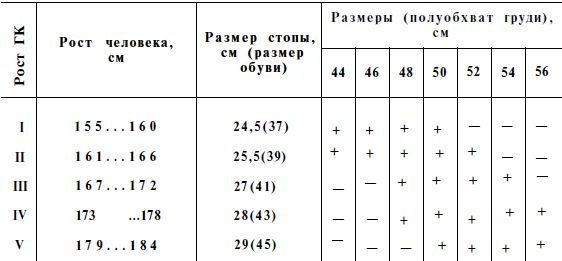 Рост ГК
Рост человека, см
Размер стопы, см (размер обуви)
Размеры (полуобхват груди), см
44 46 48 50 52 54 56
I 155...160 24,5(37) + + + + — — —
II 161...166 25,5(39) + + + + + — —
III 167...172 27(41) — — + + + + —
IV 173 ...178 28(43) — — + + + + +
V 179...184 29(45) — — — + + + +